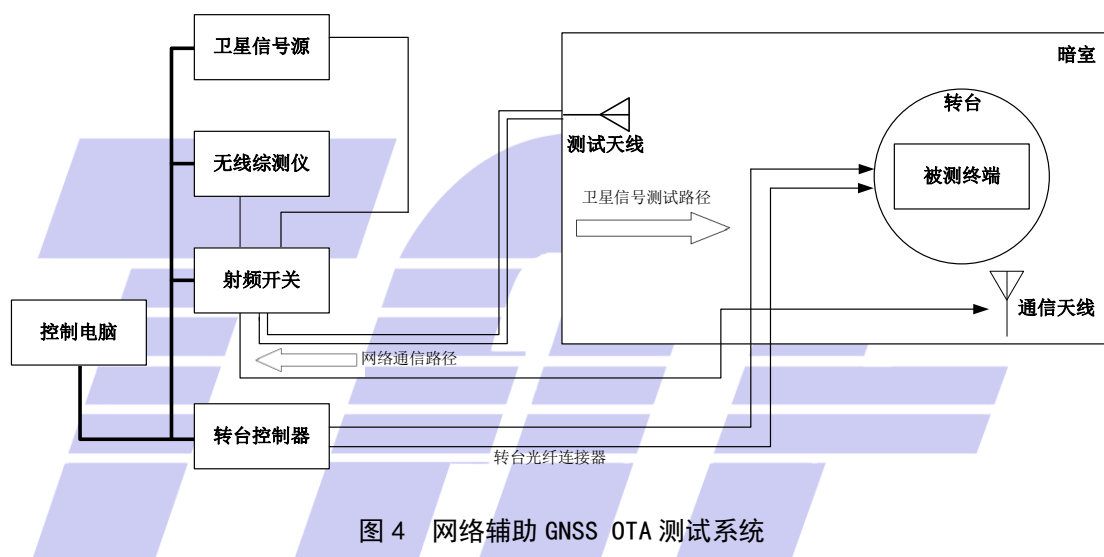 卫星信号源
暗室
转台
测试天线
无线综测仪
被测终端
卫星信号测试路径
射频开关
通信天线
控制电脑
网络通信路径
转台控制器
转台光纤连接器
图 4 网络辅助 GNSS OTA 测试系统